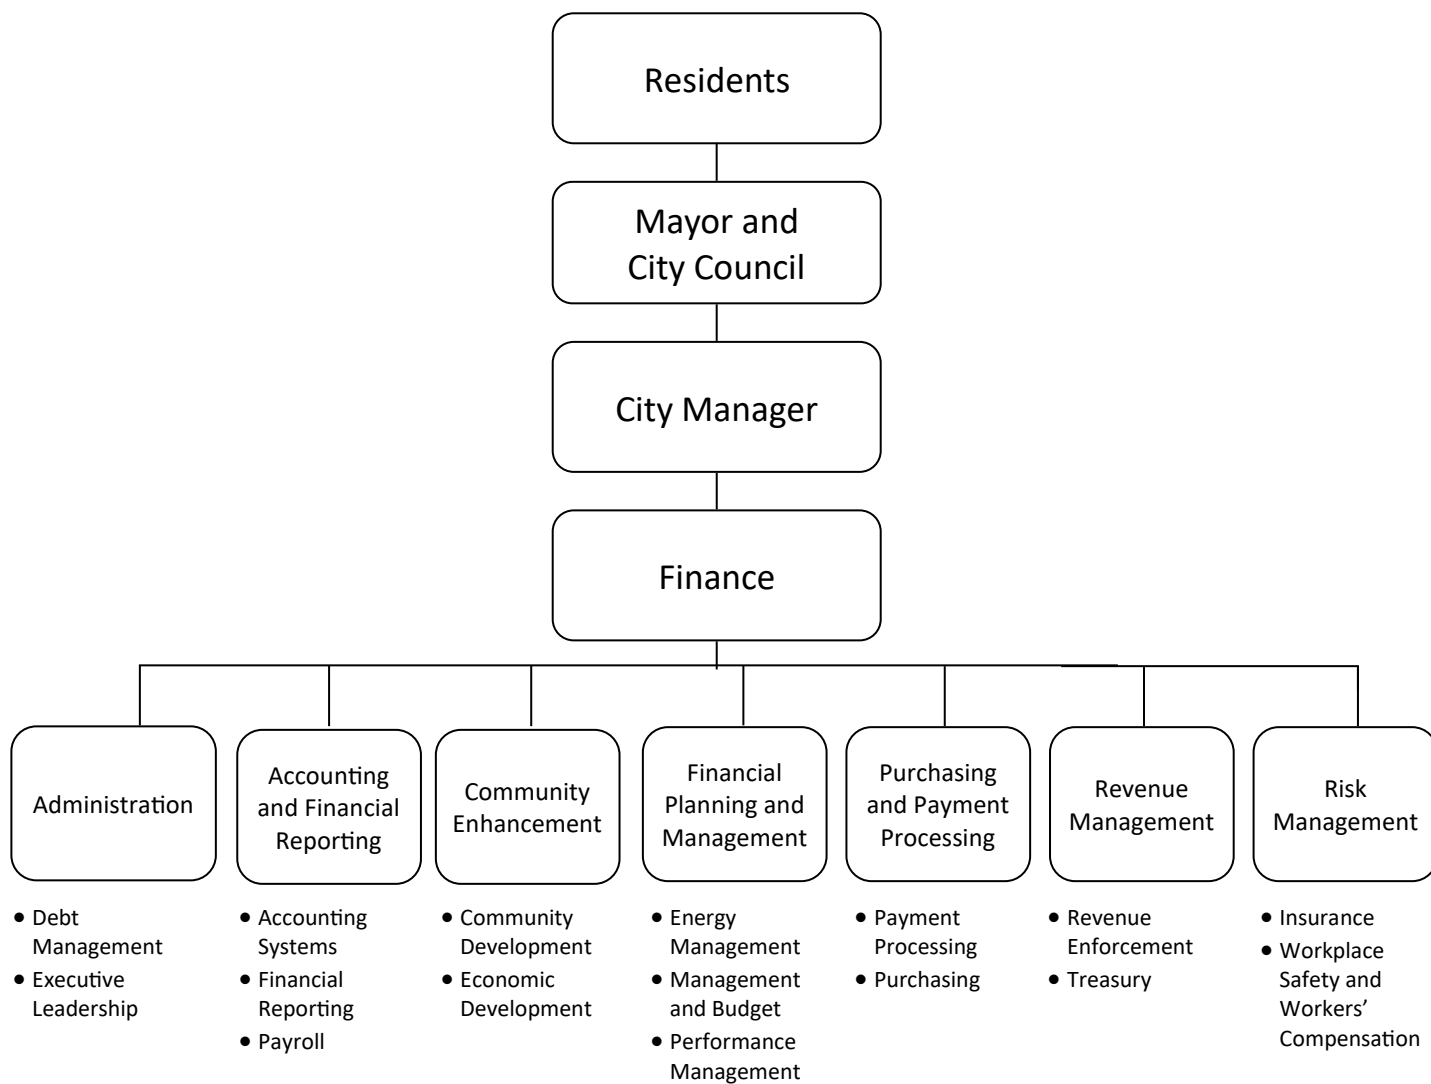 Residents
Mayor and
City Council
City Manager
Finance
Administration
Accounting
and Financial
Reporting
Community
Enhancement
Financial
Planning and
Management
Purchasing
and Payment
Processing
Revenue
Management
Risk
Management
• Debt
Management
• Executive
Leadership
• Accounting
Systems
• Financial
Reporting
• Payroll
• Community
Development
• Economic
Development
• Energy
Management
• Management
and Budget
• Performance
Management
• Payment
Processing
• Purchasing
• Revenue
Enforcement
• Treasury
• Insurance
• Workplace
Safety and
Workers’
Compensation